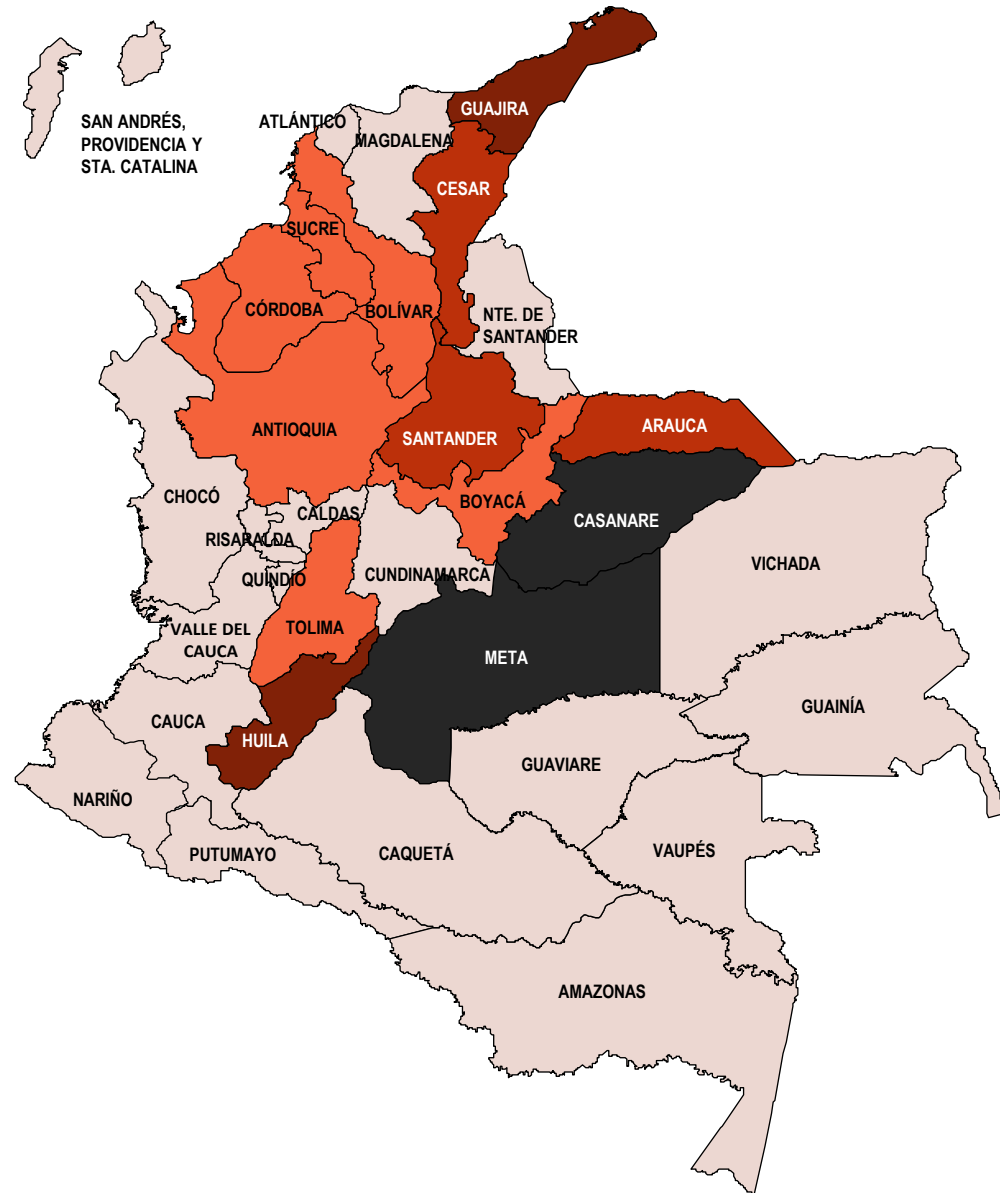 SAN ANDRÉS,
PROVIDENCIA Y
STA. CATALINA
ATLÁNTICO
MAGDALENA
GUAJIRA
CESAR
SUCRE
CÓRDOBA
BOLÍVAR
NTE. DE
SANTANDER
ANTIOQUIA
SANTANDER
ARAUCA
CHOCÓ
CALDAS
BOYACÁ
CASANARE
RISARALDA
QUINDÍO
CUNDINAMARCA
VICHADA
VALLE DEL
CAUCA
TOLIMA
META
CAUCA
HUILA
GUAINÍA
GUAVIARE
NARIÑO
PUTUMAYO
CAQUETÁ
VAUPÉS
AMAZONAS